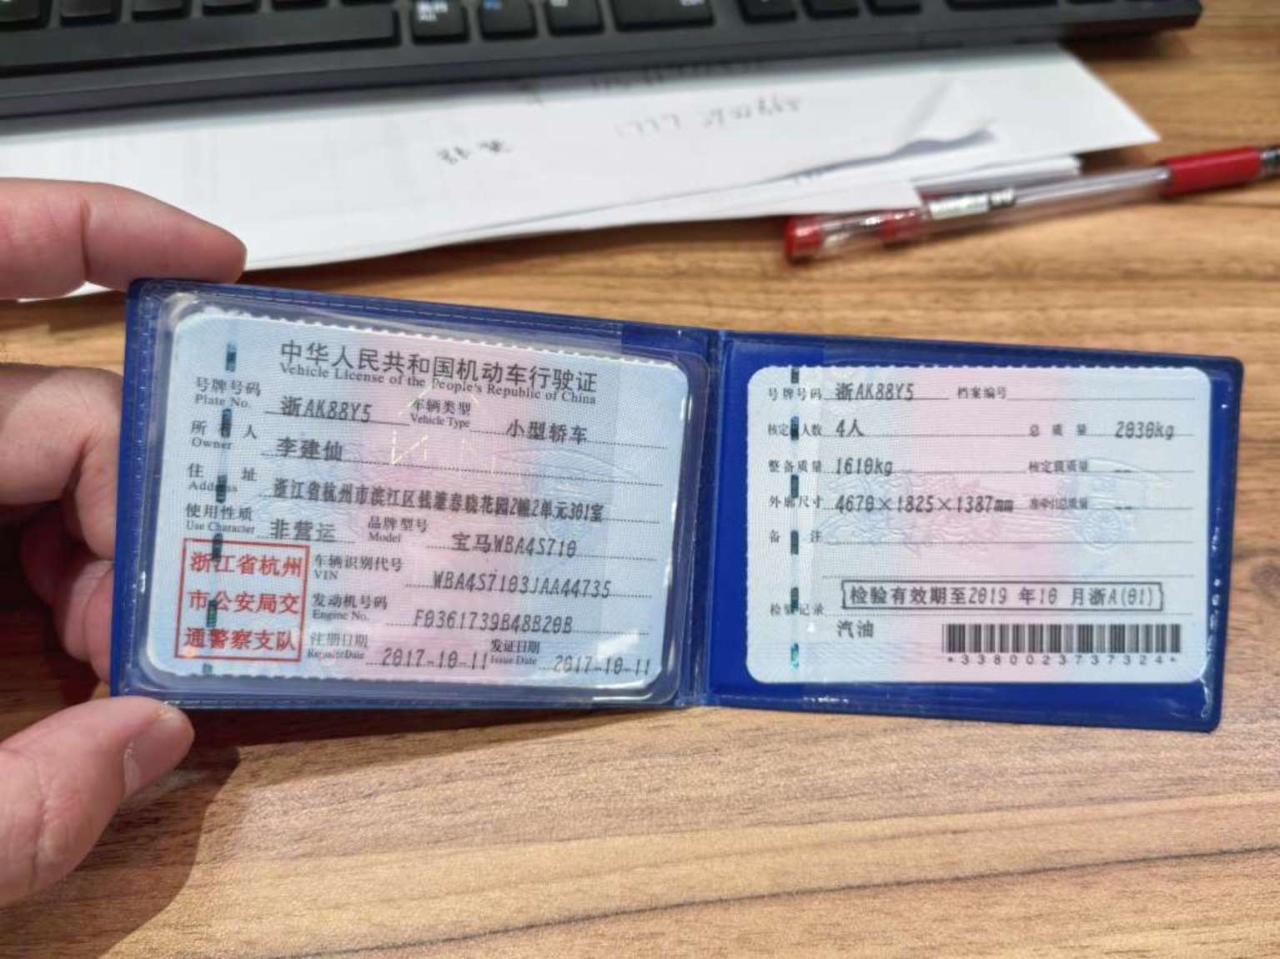 中华人民共和国机动车行驶证
Vehicle License of the People's Republic of China
号牌号码 浙AK88Y5 车辆类型 小型轿车
Plate No. Vehicle Type
所有人 李建仙
Owner
住址 浙江省杭州市滨江区钱塘春晓花园2幢2单元301室
Address
使用性质 非营运 品牌型号 宝马WBA4S710
Use Character Model
浙江省杭州
市公安局交
通警察支队
车辆识别代号 WBA4S7103JAA44735
VIN
发动机号码 F0361739B48B20B
Engine No.
注册日期 2017-10-11 发证日期 2017-10-11
Register Date Issue Date
号牌号码 浙AK88Y5 档案编号
核定人数 4人 总质量 2030kg
整备质量 1610kg 核定载质量 --
外廓尺寸 4670×1825×1387mm 准牵引总质量 --
备注
检验记录 检验有效期至2019年10月浙A(01)
汽油
*3380023737324*